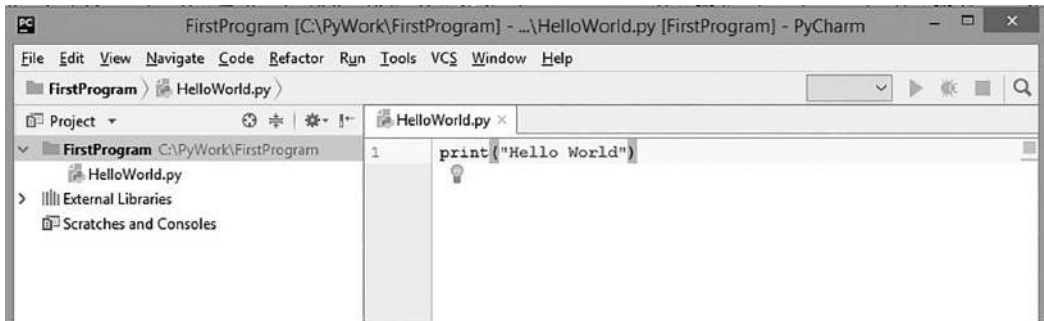 PC
FirstProgram [C:\PyWork\FirstProgram] - ...\HelloWorld.py [FirstProgram] - PyCharm
File Edit View Navigate Code Refactor Run Tools VCS Window Help
FirstProgram HelloWorld.py
Project
HelloWorld.py
FirstProgram C:\PyWork\FirstProgram
HelloWorld.py
External Libraries
Scratches and Consoles
1 print("Hello World")